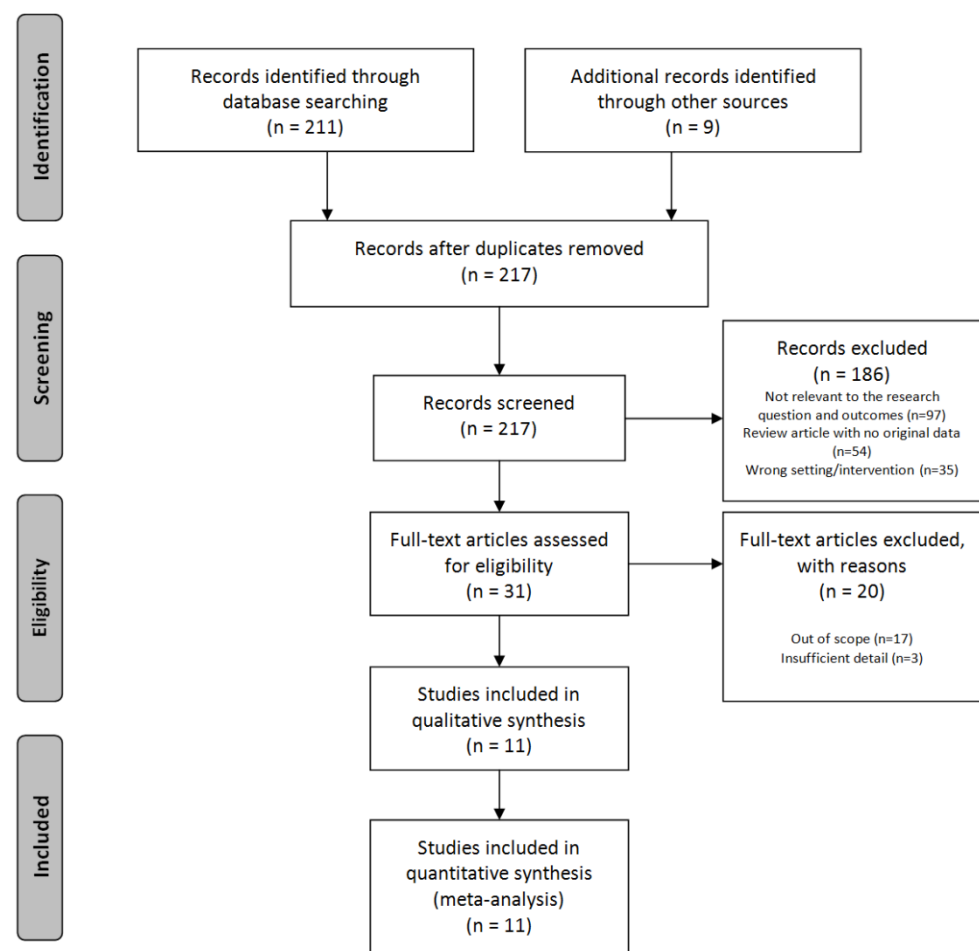 Identification
Records identified through
database searching
(n = 211)
Additional records identified
through other sources
(n = 9)
Records after duplicates removed
(n = 217)
Screening
Records screened
(n = 217)
Records excluded
(n = 186)
Not relevant to the research
question and outcomes (n=97)
Review article with no original data
(n=54)
Wrong setting/intervention (n=35)
Eligibility
Full-text articles assessed
for eligibility
(n = 31)
Full-text articles excluded,
with reasons
(n = 20)
Out of scope (n=17)
Insufficient detail (n=3)
Studies included in
qualitative synthesis
(n = 11)
Included
Studies included in
quantitative synthesis
(meta-analysis)
(n = 11)